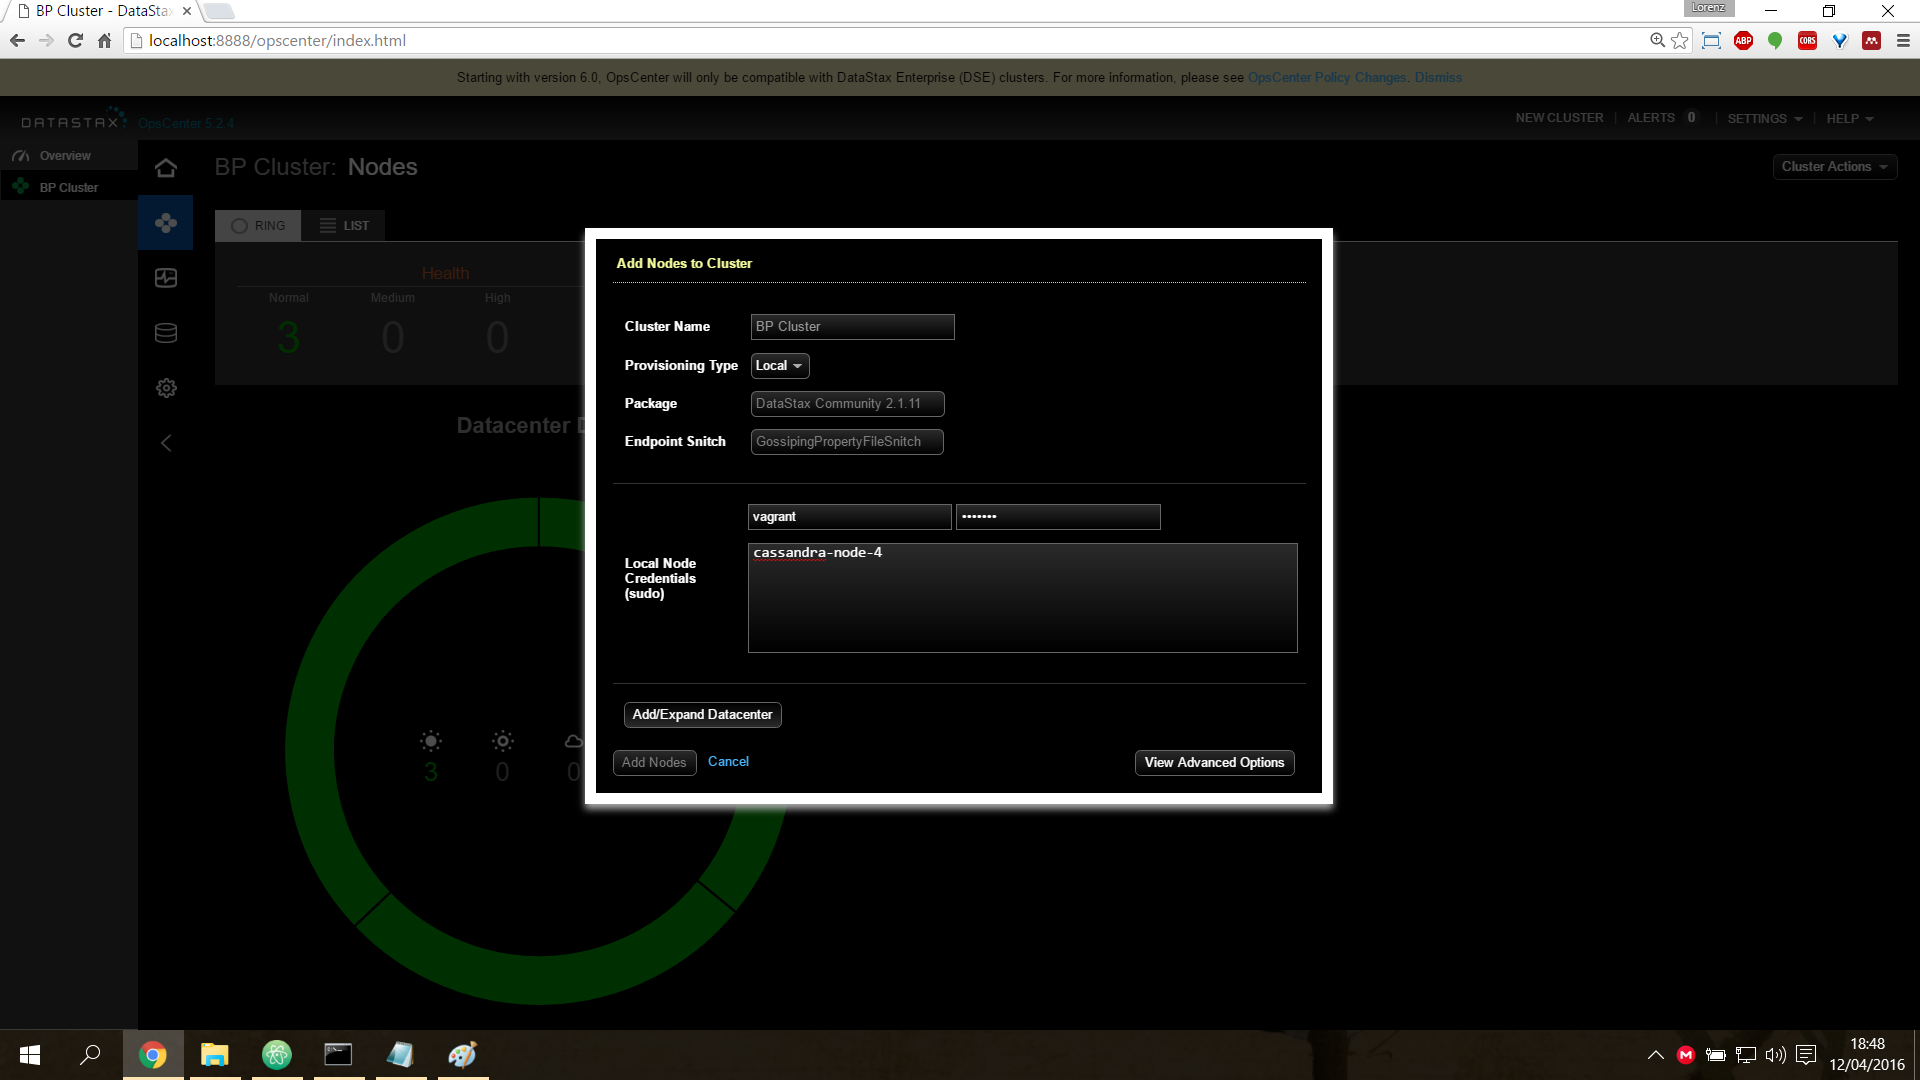 BP Cluster - DataSta
Lorenz
localhost:8888/opscenter/index.html
ABP
CORS
Starting with version 6.0, OpsCenter will only be compatible with DataStax Enterprise (DSE) clusters. For more information, please see OpsCenter Policy Changes. Dismiss
DATASTAX OpsCenter 5.2.4
NEW CLUSTER | ALERTS 0 | SETTINGS | HELP
Overview
BP Cluster
BP Cluster: Nodes
Cluster Actions
RING LIST
Health
Normal Medium High
3 0 0
Datacenter
3 0 0
Add Nodes to Cluster
Cluster Name BP Cluster
Provisioning Type Local
Package DataStax Community 2.1.11
Endpoint Snitch GossipingPropertyFileSnitch
vagrant •••••••
cassandra-node-4
Local Node
Credentials
(sudo)
Add/Expand Datacenter
Add Nodes Cancel View Advanced Options
18:48
12/04/2016